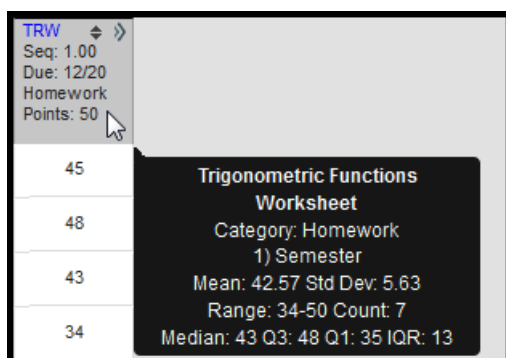 TRW
Seq: 1.00
Due: 12/20
Homework
Points: 50
45
48
43
34
Trigonometric Functions
Worksheet
Category: Homework
1) Semester
Mean: 42.57 Std Dev: 5.63
Range: 34-50 Count: 7
Median: 43 Q3: 48 Q1: 35 IQR: 13